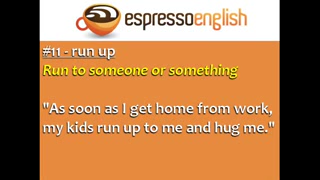 espressoenglish
#11 - run up
Run to someone or something
"As soon as I get home from work,
my kids run up to me and hug me."